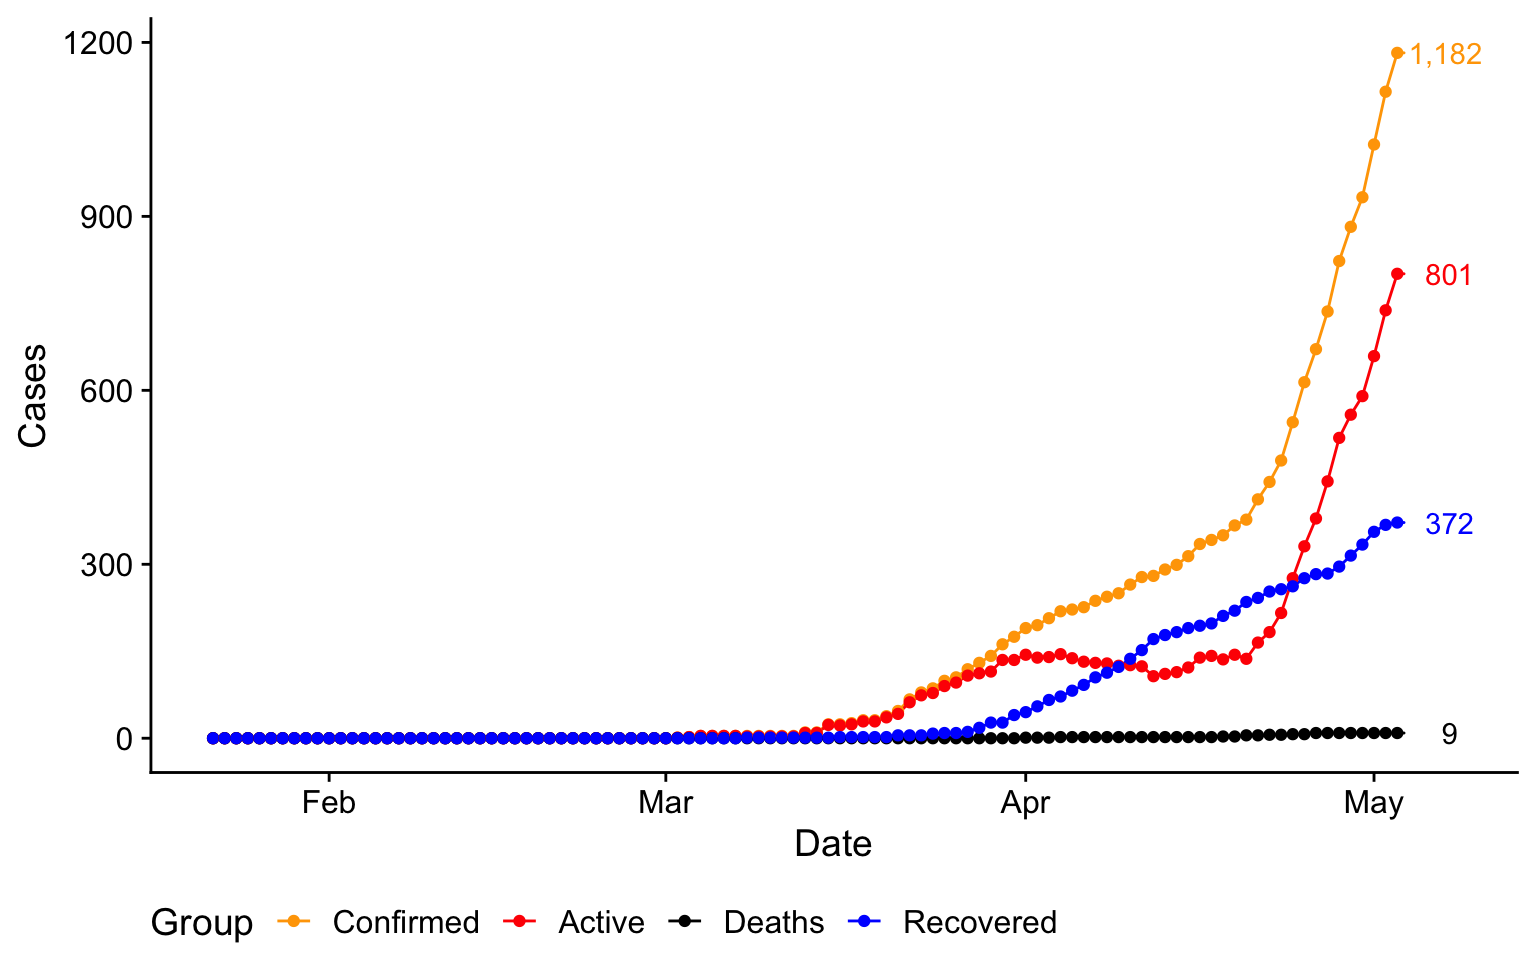 1200
900
600
300
0
Cases
1,182
801
372
9
Feb Mar Apr May
Date
Group Confirmed Active Deaths Recovered